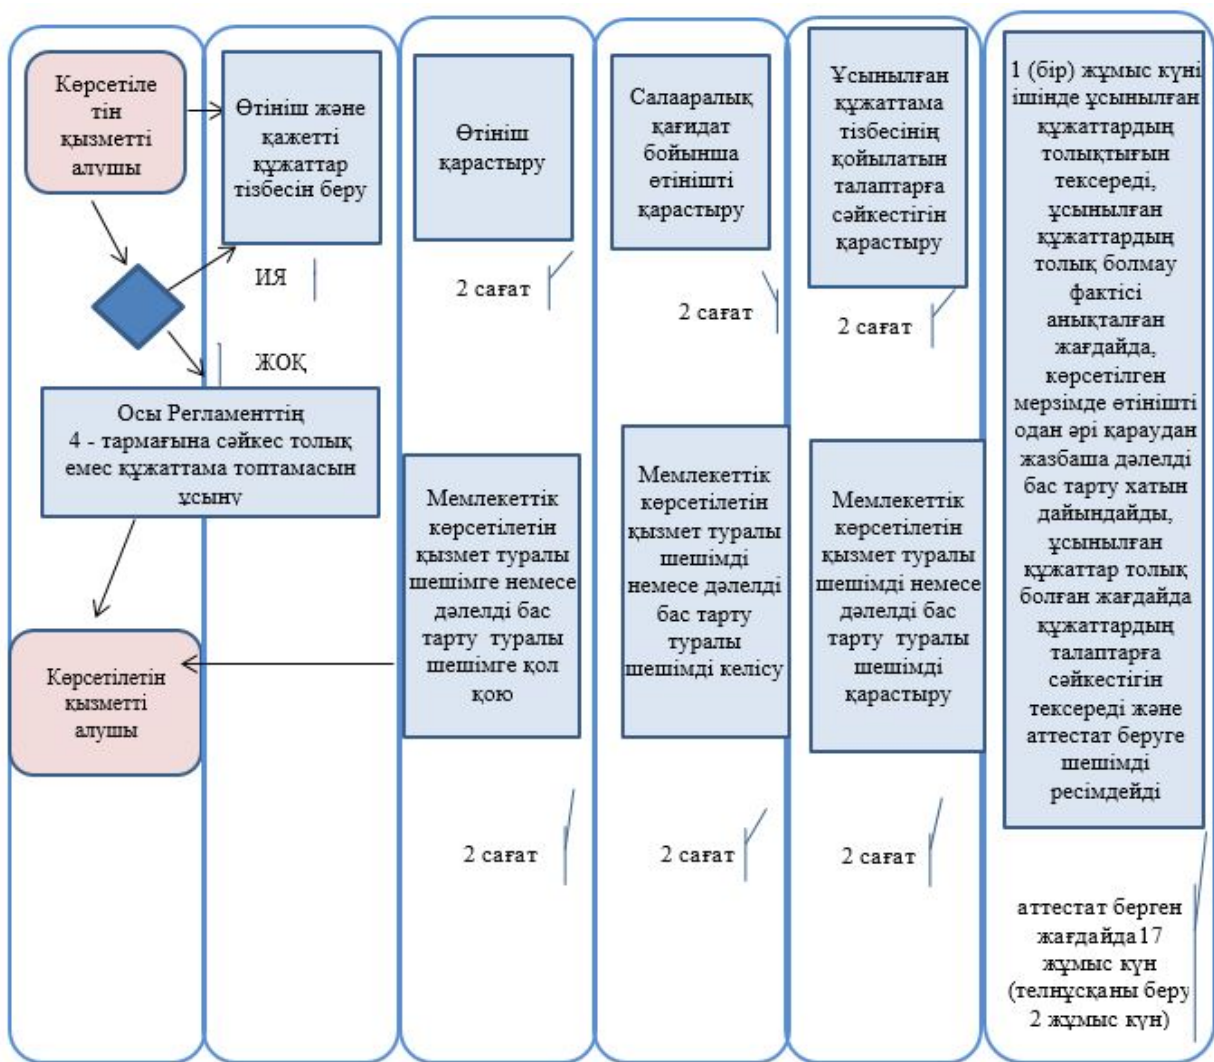 Көрсетіле
тін
қызметті
алушы
Өтініш және
қажетті
құжаттар
тізбесін беру
ИЯ
ЖОҚ
Осы Регламенттің
4 - тармағына сәйкес толық
емес құжаттама топтамасын
ұсыну
Көрсетілетін
қызметті
алушы
Өтініш
қарастыру
2 сағат
Мемлекеттік
көрсетілетін
қызмет туралы
шешімге немесе
дәлелді бас
тарту туралы
шешімге қол
қою
2 сағат
Салааралық
қағидат
бойынша
өтінішті
қарастыру
2 сағат
Мемлекеттік
көрсетілетін
қызмет туралы
шешімді
немесе дәлелді
бас тарту
туралы
шешімді келісу
2 сағат
Ұсынылған
құжаттама
тізбесінің
қойылатын
талаптарға
сәйкестігін
қарастыру
2 сағат
Мемлекеттік
көрсетілетін
қызмет туралы
шешімді немесе
дәлелді бас
тарту туралы
шешімді
қарастыру
2 сағат
1 (бір) жұмыс күні
ішінде ұсынылған
құжаттардың
толықтығын
тексереді,
ұсынылған
құжаттардың
толық болмау
фактісі
анықталған
жағдайда,
көрсетілген
мерзімде өтінішті
одан әрі қараудан
жазбаша дәлелді
бас тарту хатын
дайындайды,
ұсынылған
құжаттар толық
болған жағдайда
құжаттардың
талаптарға
сәйкестігін
тексереді және
аттестат беруге
шешімді
ресімдейді
аттестат берген
жағдайда17
жұмыс күн
(телнұсқаны беру
2 жұмыс күн)